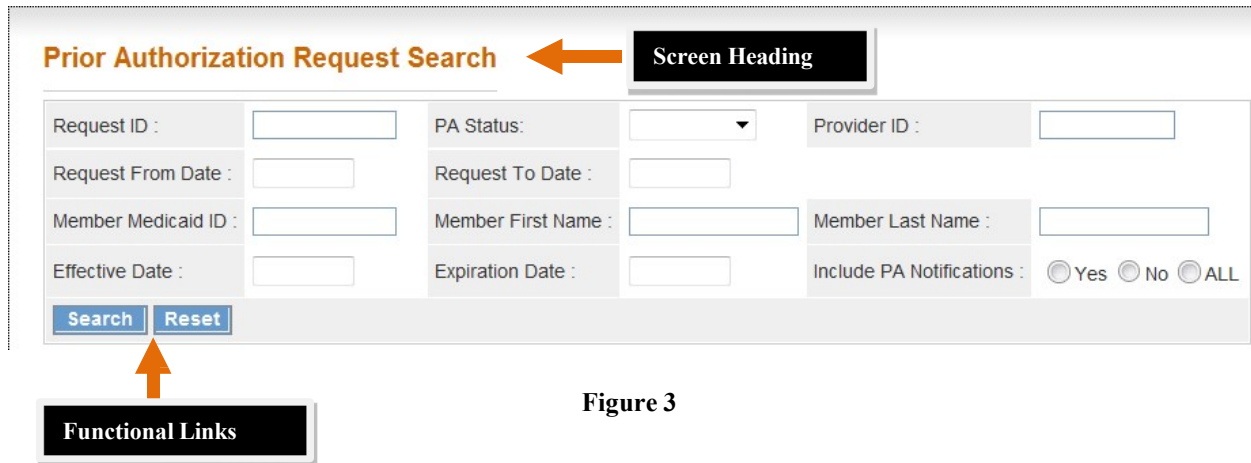 Prior Authorization Request Search
Screen Heading
Request ID : PA Status: Provider ID :
Request From Date : Request To Date :
Member Medicaid ID : Member First Name : Member Last Name :
Effective Date : Expiration Date : Include PA Notifications : Yes No ALL
Search Reset
Figure 3
Functional Links